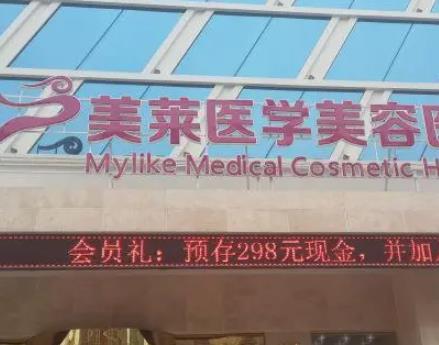 美莱医学美容医
Mylike Medical Cosmetic H
会员礼：预存298元现金，并加